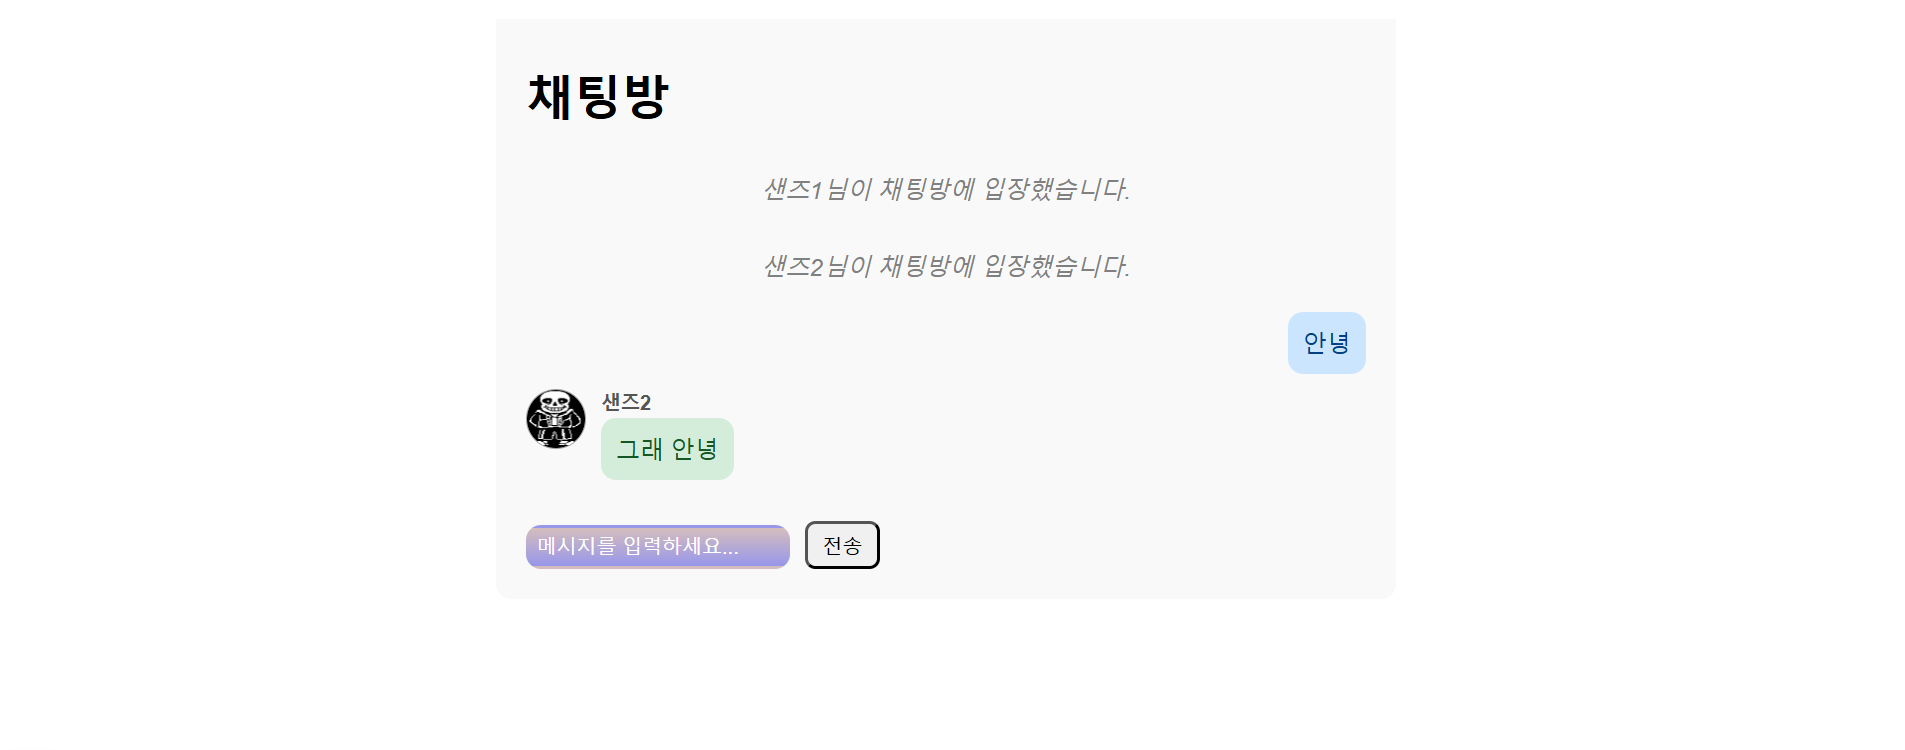 채팅방
샌즈1님이 채팅방에 입장했습니다.
샌즈2님이 채팅방에 입장했습니다.
안녕
샌즈2
그래 안녕
메시지를 입력하세요...
전송